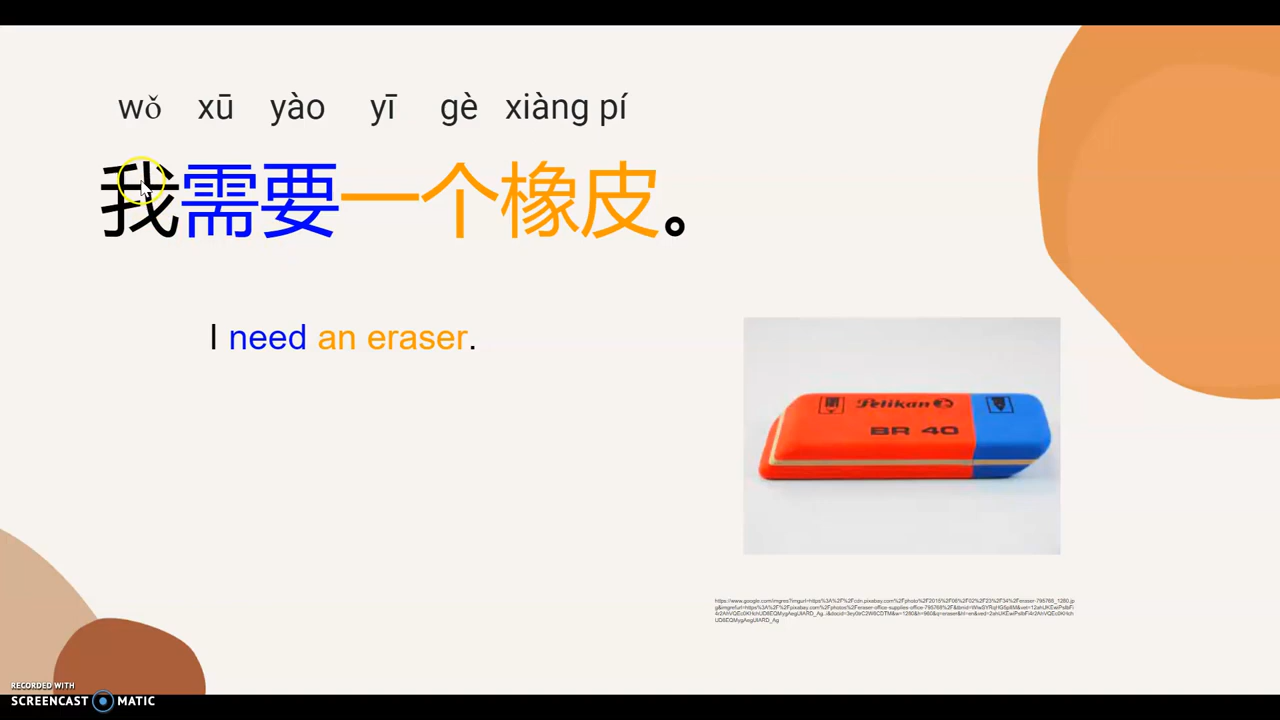 wǒ xū yào yī gè xiàng pí
我需要一个橡皮。
I need an eraser.
Pelikan
BR 40
RECORDED WITH
SCREENCAST MATIC